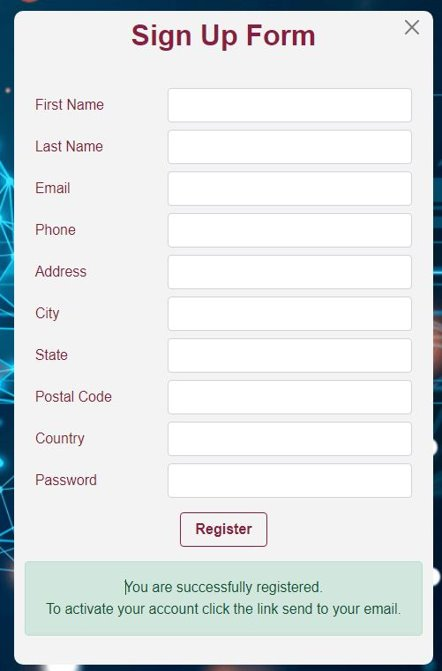 Sign Up Form
First Name
Last Name
Email
Phone
Address
City
State
Postal Code
Country
Password
Register
You are successfully registered.
To activate your account click the link send to your email.